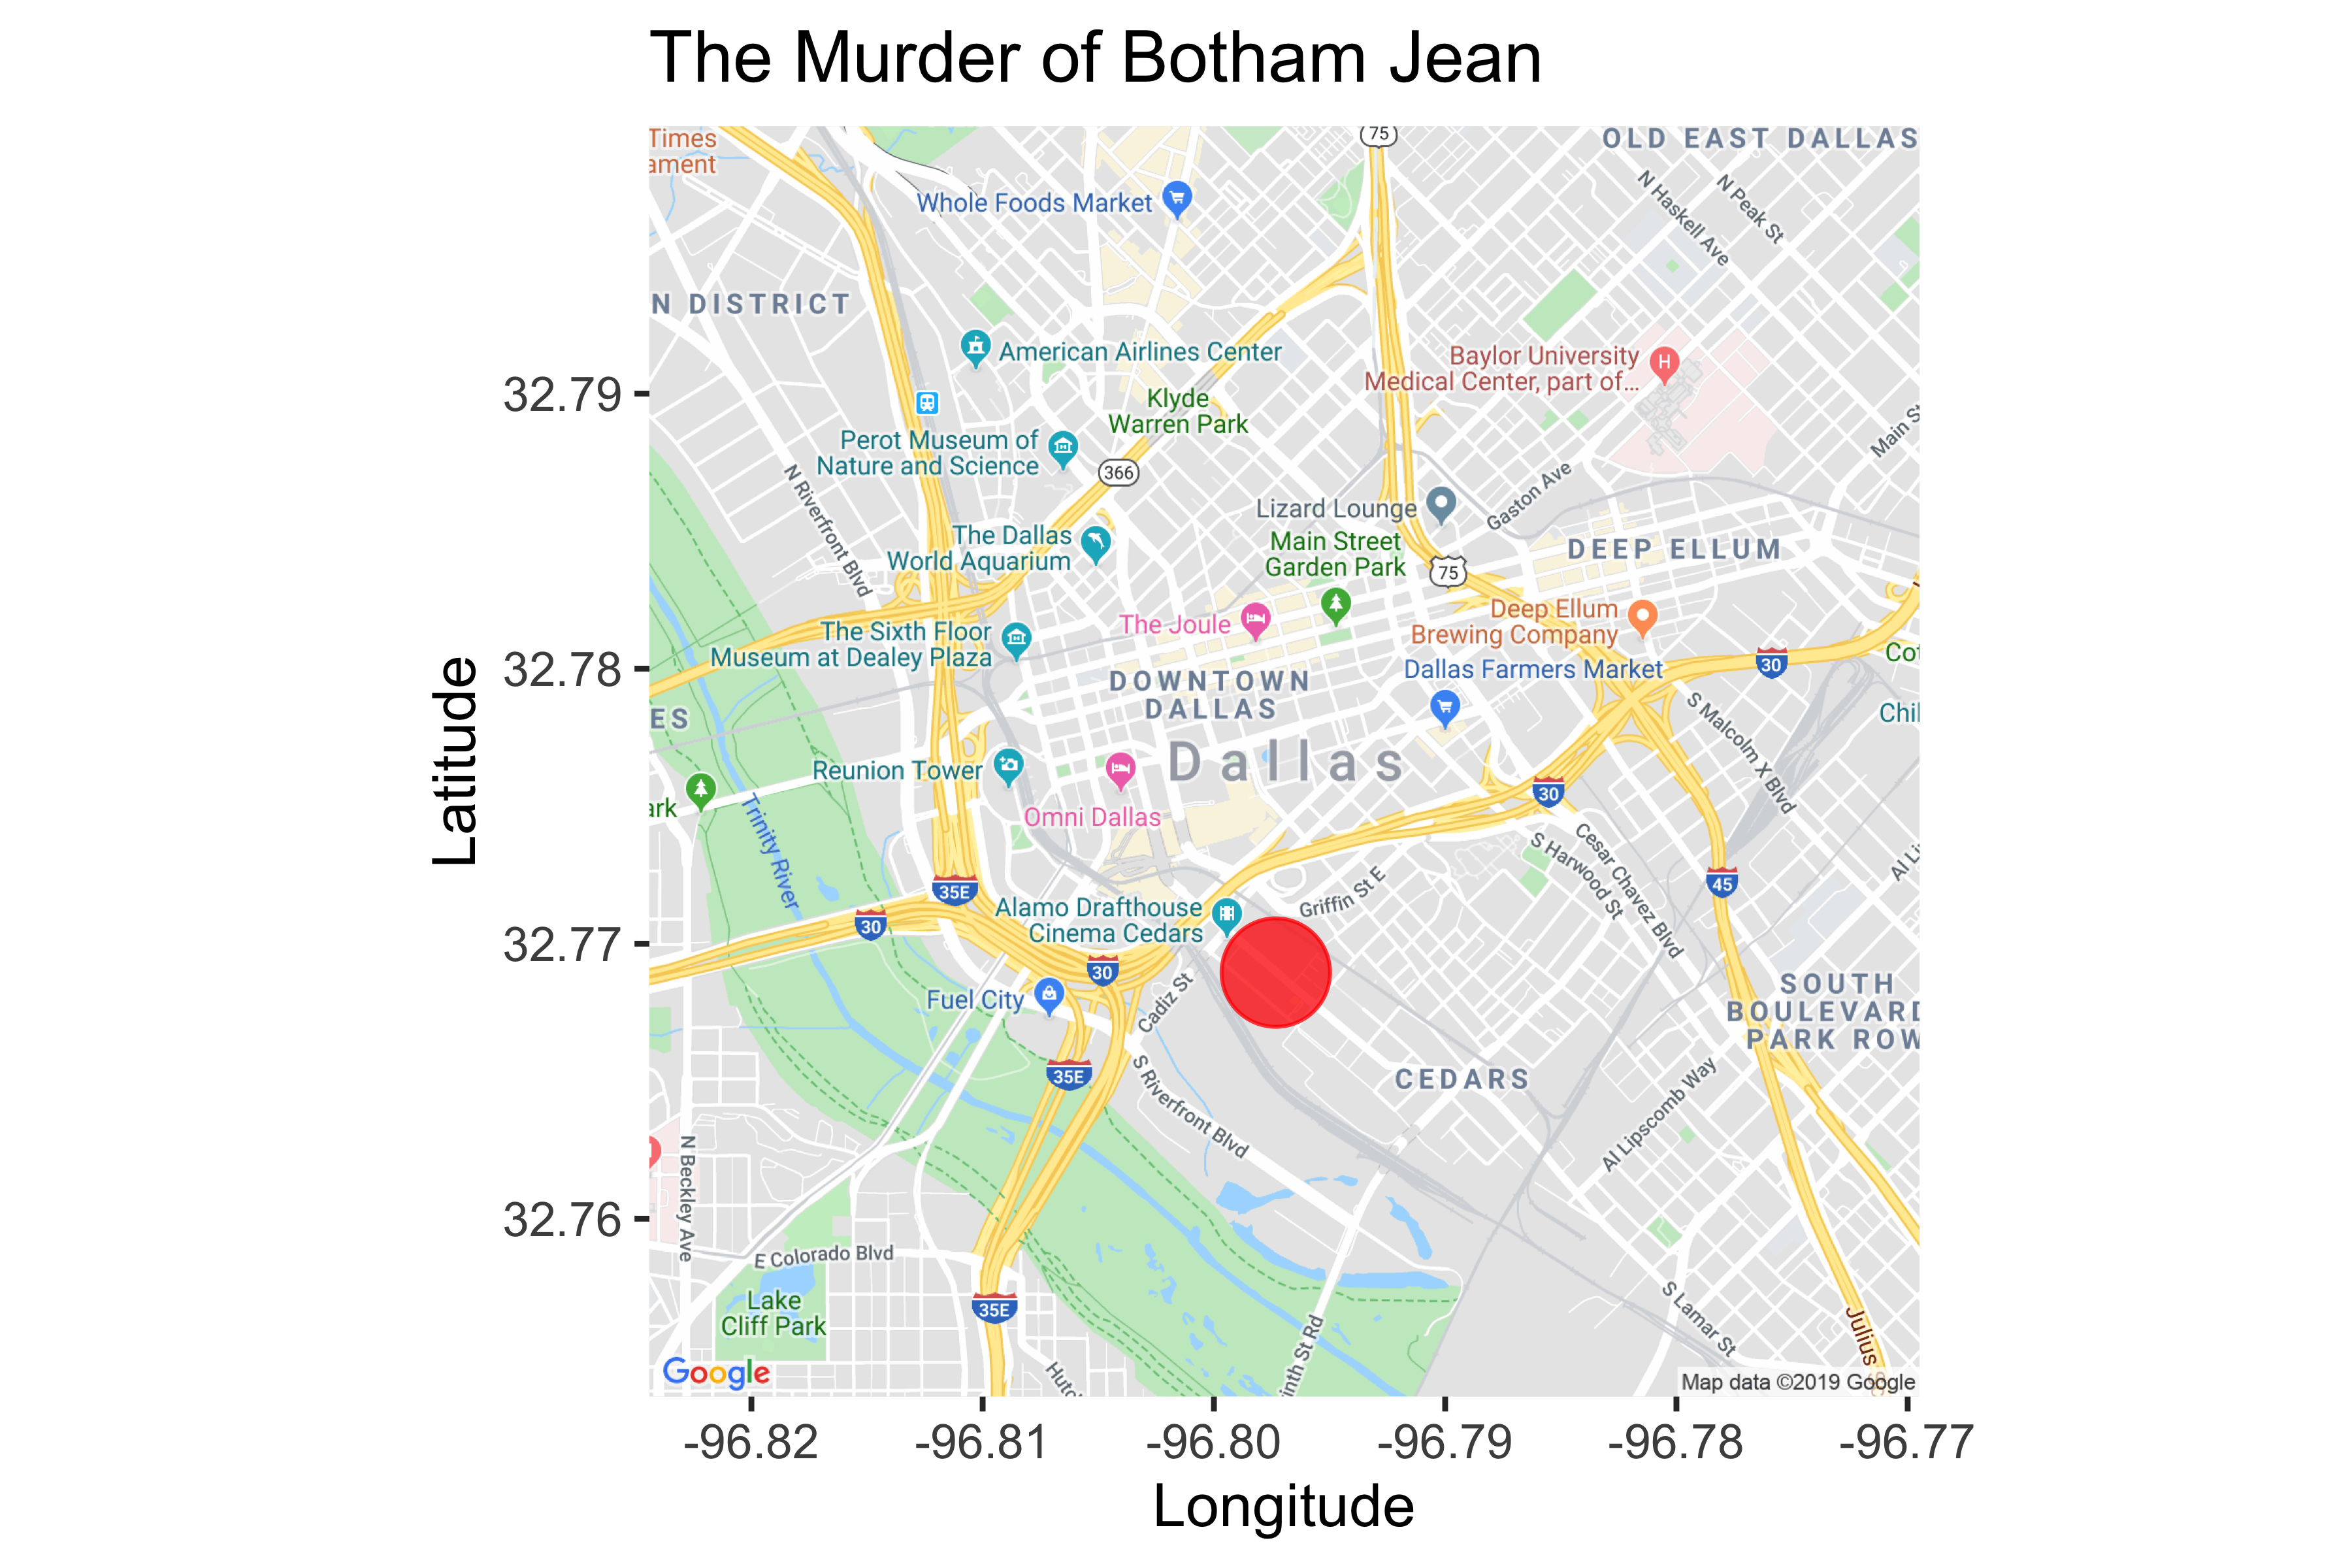 The Murder of Botham Jean
Times
ament
75
OLD EAST DALLAS
N Haskell Ave
N Peak St
Whole Foods Market
N DISTRICT
American Airlines Center
Baylor University
Medical Center, part of...
Klyde
Warren Park
32.79
Main St
Perot Museum of
Nature and Science
366
N Riverfront Blvd
Gaston Ave
Lizard Lounge
The Dallas
World Aquarium
Main Street
Garden Park
75
DEEP ELLUM
The Joule
Deep Ellum
Brewing Company
The Sixth Floor
Museum at Dealey Plaza
32.78
Dallas Farmers Market
30
Cot
DOWNTOWN
DALLAS
ES
Chil
S Malcolm X Blvd
Dallas
Reunion Tower
30
ark
Omni Dallas
Trinity River
Latitude
S Harwood St
Cesar Chavez Blvd
Al Li
35E
45
Griffin St E
Alamo Drafthouse
Cinema Cedars
30
32.77
30
Fuel City
Cadiz St
SOUTH
BOULEVARD
PARK ROW
35E
CEDARS
S Riverfront Blvd
Al Lipscomb Way
N Beckley Ave
32.76
E Colorado Blvd
Lake
Cliff Park
35E
S Lamar St
Julius
inth St Rd
Hutc
Google
Map data ©2019 Google
-96.82
-96.81
-96.80
-96.79
-96.78
-96.77
Longitude